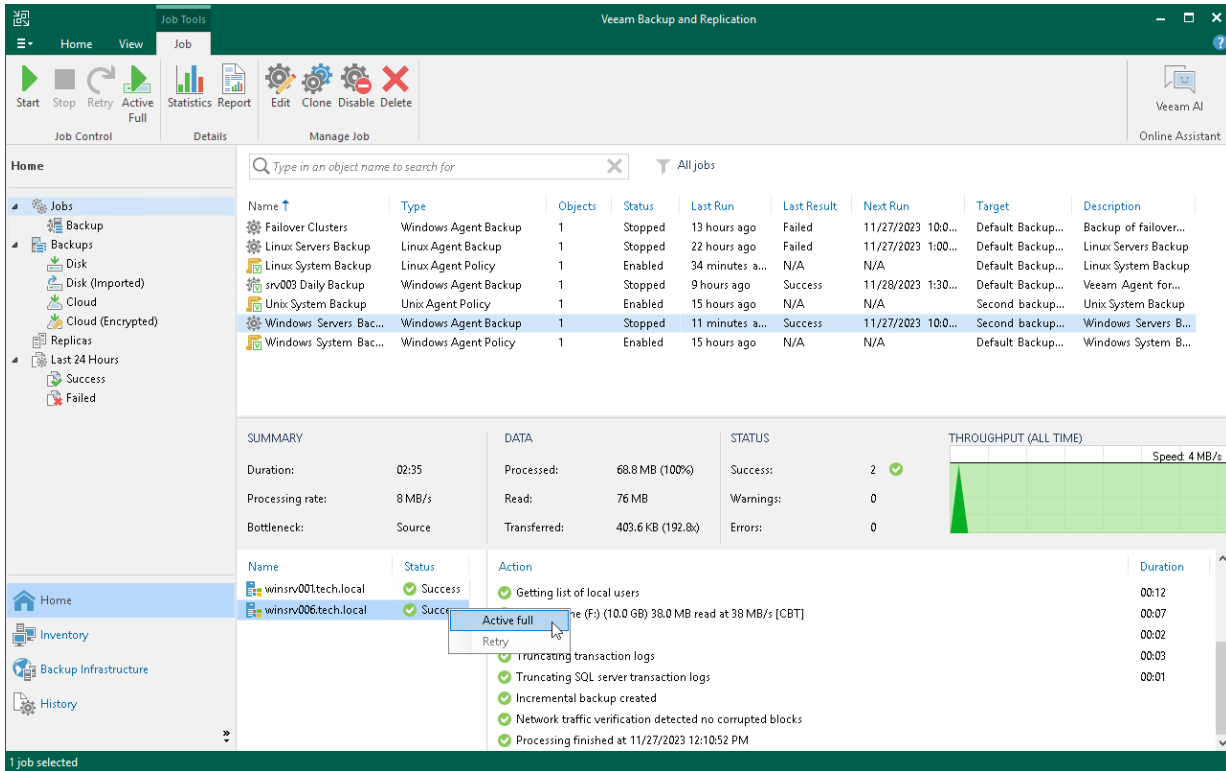 Job Tools
Veeam Backup and Replication
Home View Job
Start Stop Retry Active Full
Statistics Report
Edit Clone Disable Delete
Veeam AI
Job Control Details Manage Job Online Assistant
Home
Type in an object name to search for
All jobs
Jobs
Backup
Backups
Disk
Disk (Imported)
Cloud
Cloud (Encrypted)
Replicas
Last 24 Hours
Success
Failed
Name Type Objects Status Last Run Last Result Next Run Target Description
Failover Clusters Windows Agent Backup 1 Stopped 13 hours ago Failed 11/27/2023 10:0... Default Backup... Backup of failover...
Linux Servers Backup Linux Agent Backup 1 Stopped 22 hours ago Failed 11/27/2023 1:00... Default Backup... Linux Servers Backup
Linux System Backup Linux Agent Policy 1 Enabled 34 minutes a... N/A N/A Default Backup... Linux System Backup
srv003 Daily Backup Windows Agent Backup 1 Stopped 9 hours ago Success 11/28/2023 1:30... Default Backup... Veeam Agent for...
Unix System Backup Unix Agent Policy 1 Enabled 15 hours ago N/A N/A Second backup... Unix System Backup
Windows Servers Bac... Windows Agent Backup 1 Stopped 11 minutes a... Success 11/27/2023 10:0... Second backup... Windows Servers B...
Windows System Bac... Windows Agent Policy 1 Enabled 15 hours ago N/A N/A Default Backup... Windows System B...
SUMMARY DATA STATUS THROUGHPUT (ALL TIME)
Speed: 4 MB/s
Duration: 02:35 Processed: 68.8 MB (100%) Success: 2
Processing rate: 8 MB/s Read: 76 MB Warnings: 0
Bottleneck: Source Transferred: 403.6 KB (192.8x) Errors: 0
Name Status Action Duration
winsrv001.tech.local Success Getting list of local users 00:12
winsrv006.tech.local (F:) (10.0 GB) 38.0 MB read at 38 MB/s [CBT] 00:07
Active full
00:02
Retry
Truncating transaction logs 00:03
Truncating SQL server transaction logs 00:01
Incremental backup created
Network traffic verification detected no corrupted blocks
Processing finished at 11/27/2023 12:10:52 PM
Home
Inventory
Backup Infrastructure
History
1 job selected